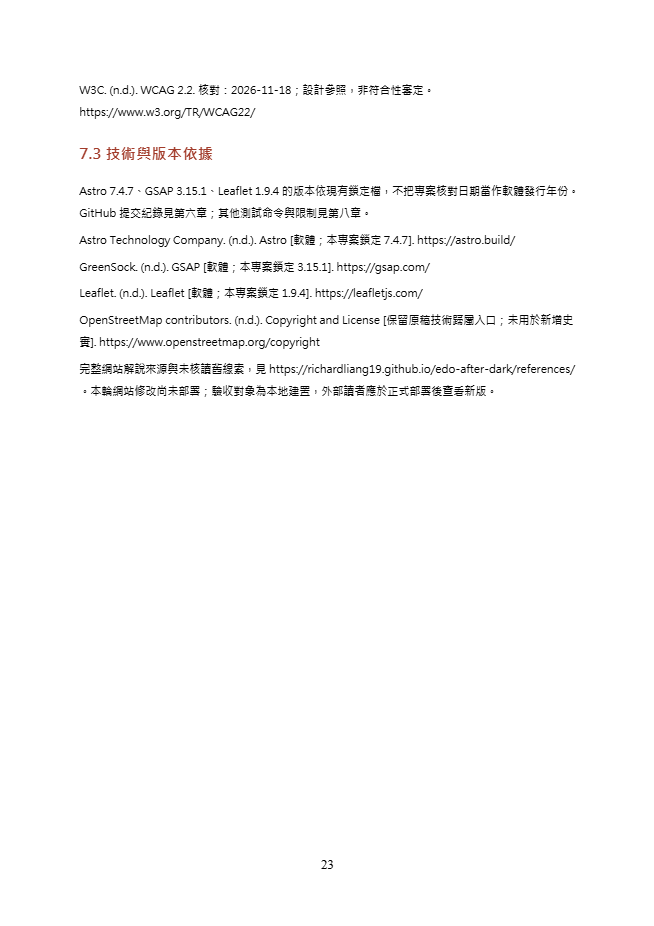 W3C. (n.d.). WCAG 2.2. 核對：2026-11-18；設計參照，非符合性審定。
https://www.w3.org/TR/WCAG22/
7.3 技術與版本依據
Astro 7.4.7、GSAP 3.15.1、Leaflet 1.9.4 的版本依現有鎖定檔，不把專案核對日期當作軟體發行年份。
GitHub 提交紀錄見第六章；其他測試命令與限制見第八章。
Astro Technology Company. (n.d.). Astro [軟體；本專案鎖定 7.4.7]. https://astro.build/
GreenSock. (n.d.). GSAP [軟體；本專案鎖定 3.15.1]. https://gsap.com/
Leaflet. (n.d.). Leaflet [軟體；本專案鎖定 1.9.4]. https://leafletjs.com/
OpenStreetMap contributors. (n.d.). Copyright and License [保留原稿技術歸屬入口；未用於新增史
實]. https://www.openstreetmap.org/copyright
完整網站解說來源與未核讀舊線索，見 https://richardliang19.github.io/edo-after-dark/references/
。本輪網站修改尚未部署；驗收對象為本地建置，外部讀者應於正式部署後查看新版。
23